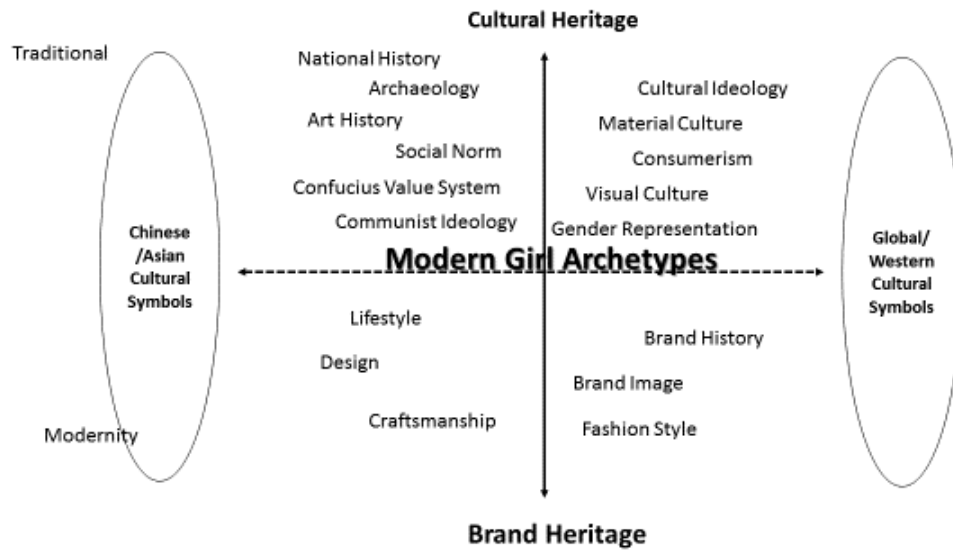 Cultural Heritage
Traditional
National History
Archaeology
Cultural Ideology
Art History
Material Culture
Social Norm
Consumerism
Confucius Value System
Visual Culture
Communist Ideology
Gender Representation
Chinese
/Asian
Cultural
Symbols
Modern Girl Archetypes
Global/
Western
Cultural
Symbols
Lifestyle
Brand History
Design
Brand Image
Craftsmanship
Fashion Style
Modernity
Brand Heritage